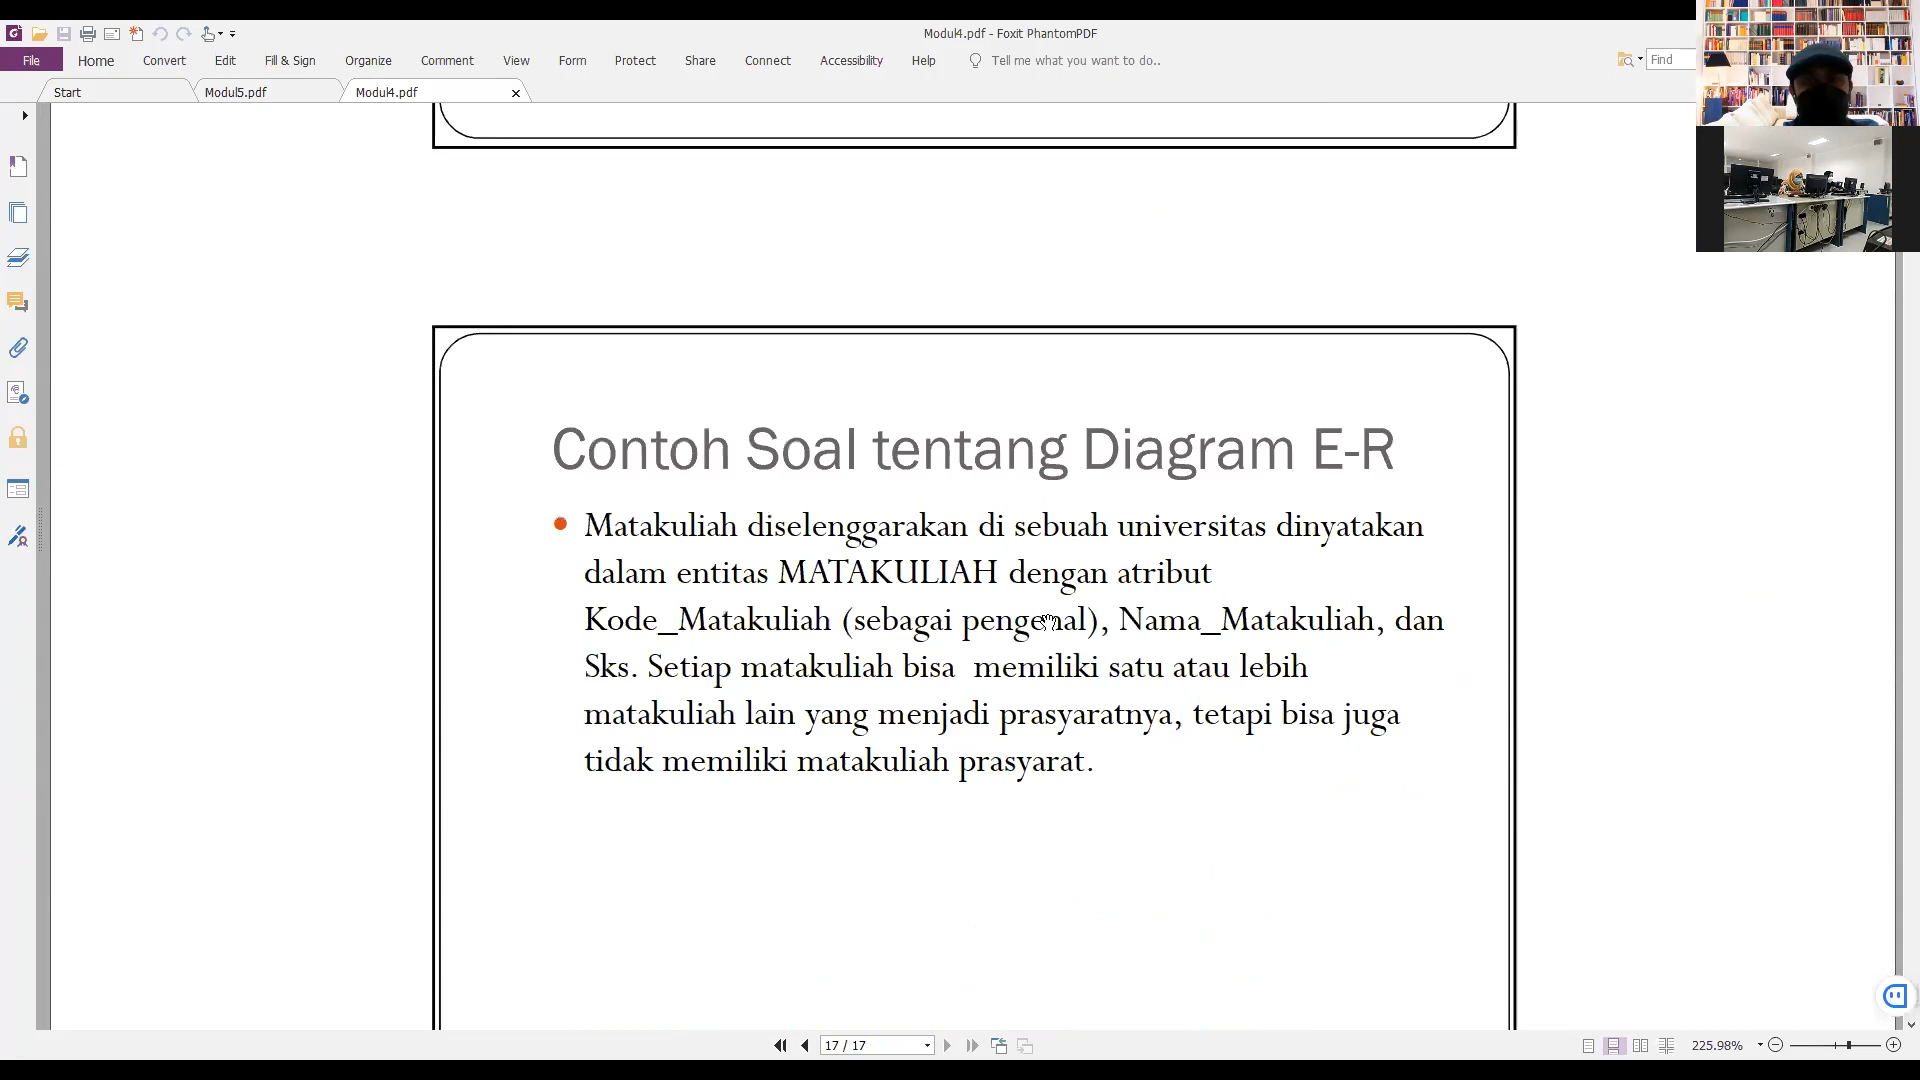 Modul4.pdf - Foxit PhantomPDF
File Home Convert Edit Fill & Sign Organize Comment View Form Protect Share Connect Accessibility Help Tell me what you want to do.. Find
Start Modul5.pdf Modul4.pdf
Contoh Soal tentang Diagram E-R
Matakuliah diselenggarakan di sebuah universitas dinyatakan
dalam entitas MATAKULIAH dengan atribut
Kode_Matakuliah (sebagai pengenal), Nama_Matakuliah, dan
Sks. Setiap matakuliah bisa memiliki satu atau lebih
matakuliah lain yang menjadi prasyaratnya, tetapi bisa juga
tidak memiliki matakuliah prasyarat.
17 / 17 225.98%